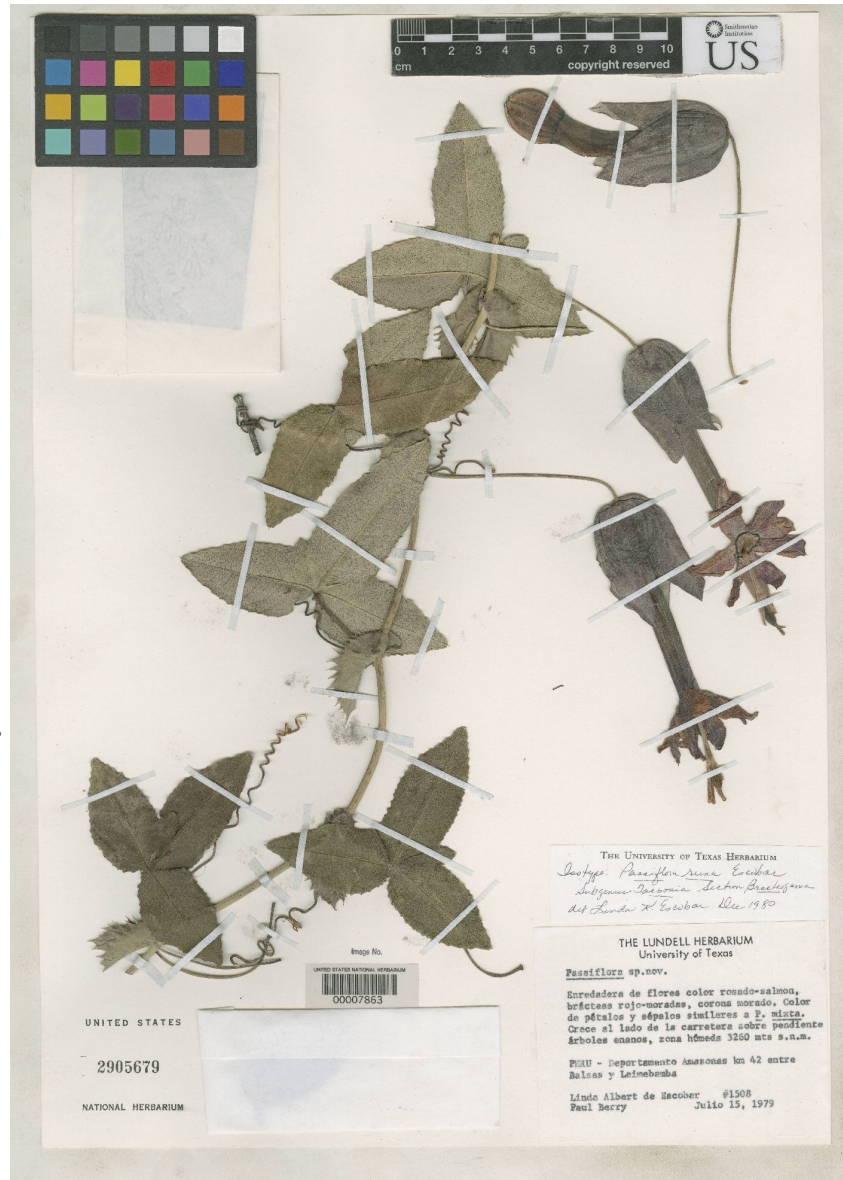 0 1 2 3 4 5 6 7 8 9 10
cm
copyright reserved
Smithsonian
Institution
US
THE UNIVERSITY OF TEXAS HERBARIUM
Isotype Passiflora runa Escobar
Subgenus Tacsonia Section Bracteogama
det Linda K. Escobar Dec 1980
THE LUNDELL HERBARIUM
University of Texas
Passiflora sp.nov.
Enredadera de flores color rosado-salmon,
brácteas rojo-moradas, corona morado. Color
de pétalos y sépalos similares a P. mixta.
Crece al lado de la carretera sobre pendiente
árboles enanos, zona húmeda 3260 mts s.n.m.
PERU - Departamento Amazonas km 42 entre
Balsas y Leimebamba
Linda Albert de Escobar #1508
Paul Berry Julio 15, 1979
Image No.
UNITED STATES NATIONAL HERBARIUM
00007863
UNITED STATES
2905679
NATIONAL HERBARIUM